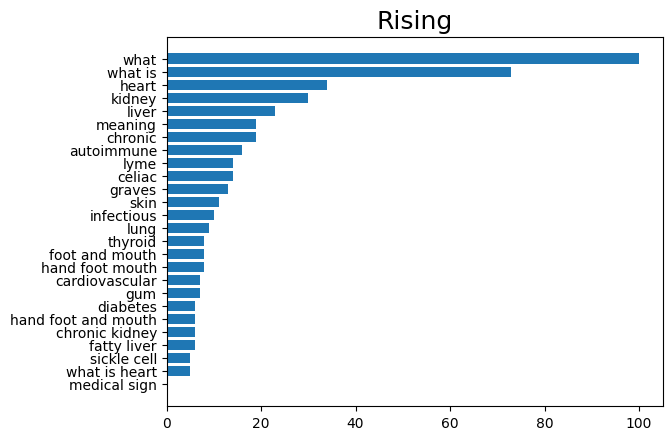 Rising
what
what is
heart
kidney
liver
meaning
chronic
autoimmune
lyme
celiac
graves
skin
infectious
lung
thyroid
foot and mouth
hand foot mouth
cardiovascular
gum
diabetes
hand foot and mouth
chronic kidney
fatty liver
sickle cell
what is heart
medical sign
0 20 40 60 80 100